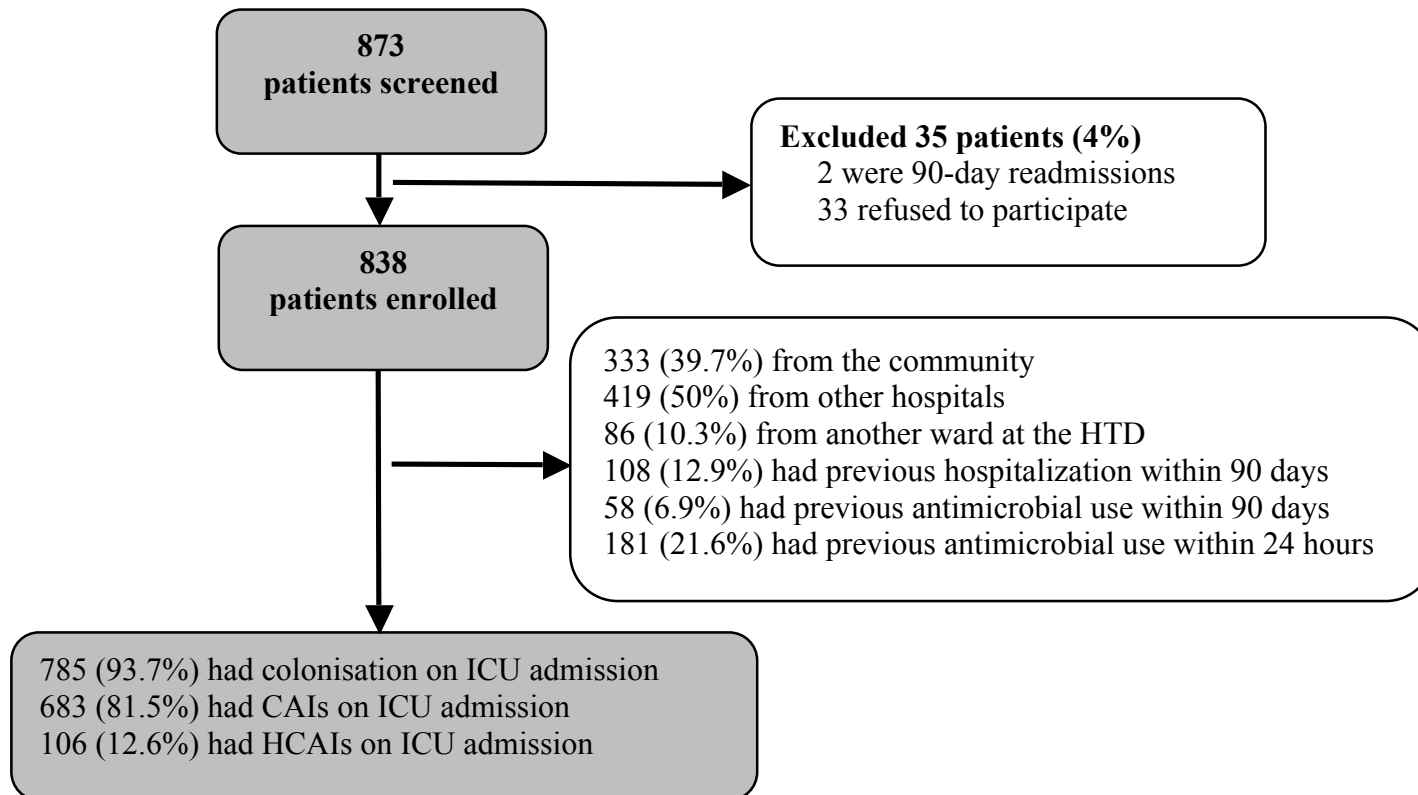 873
patients screened
Excluded 35 patients (4%)
2 were 90-day readmissions
33 refused to participate
838
patients enrolled
333 (39.7%) from the community
419 (50%) from other hospitals
86 (10.3%) from another ward at the HTD
108 (12.9%) had previous hospitalization within 90 days
58 (6.9%) had previous antimicrobial use within 90 days
181 (21.6%) had previous antimicrobial use within 24 hours
785 (93.7%) had colonisation on ICU admission
683 (81.5%) had CAIs on ICU admission
106 (12.6%) had HCAIs on ICU admission